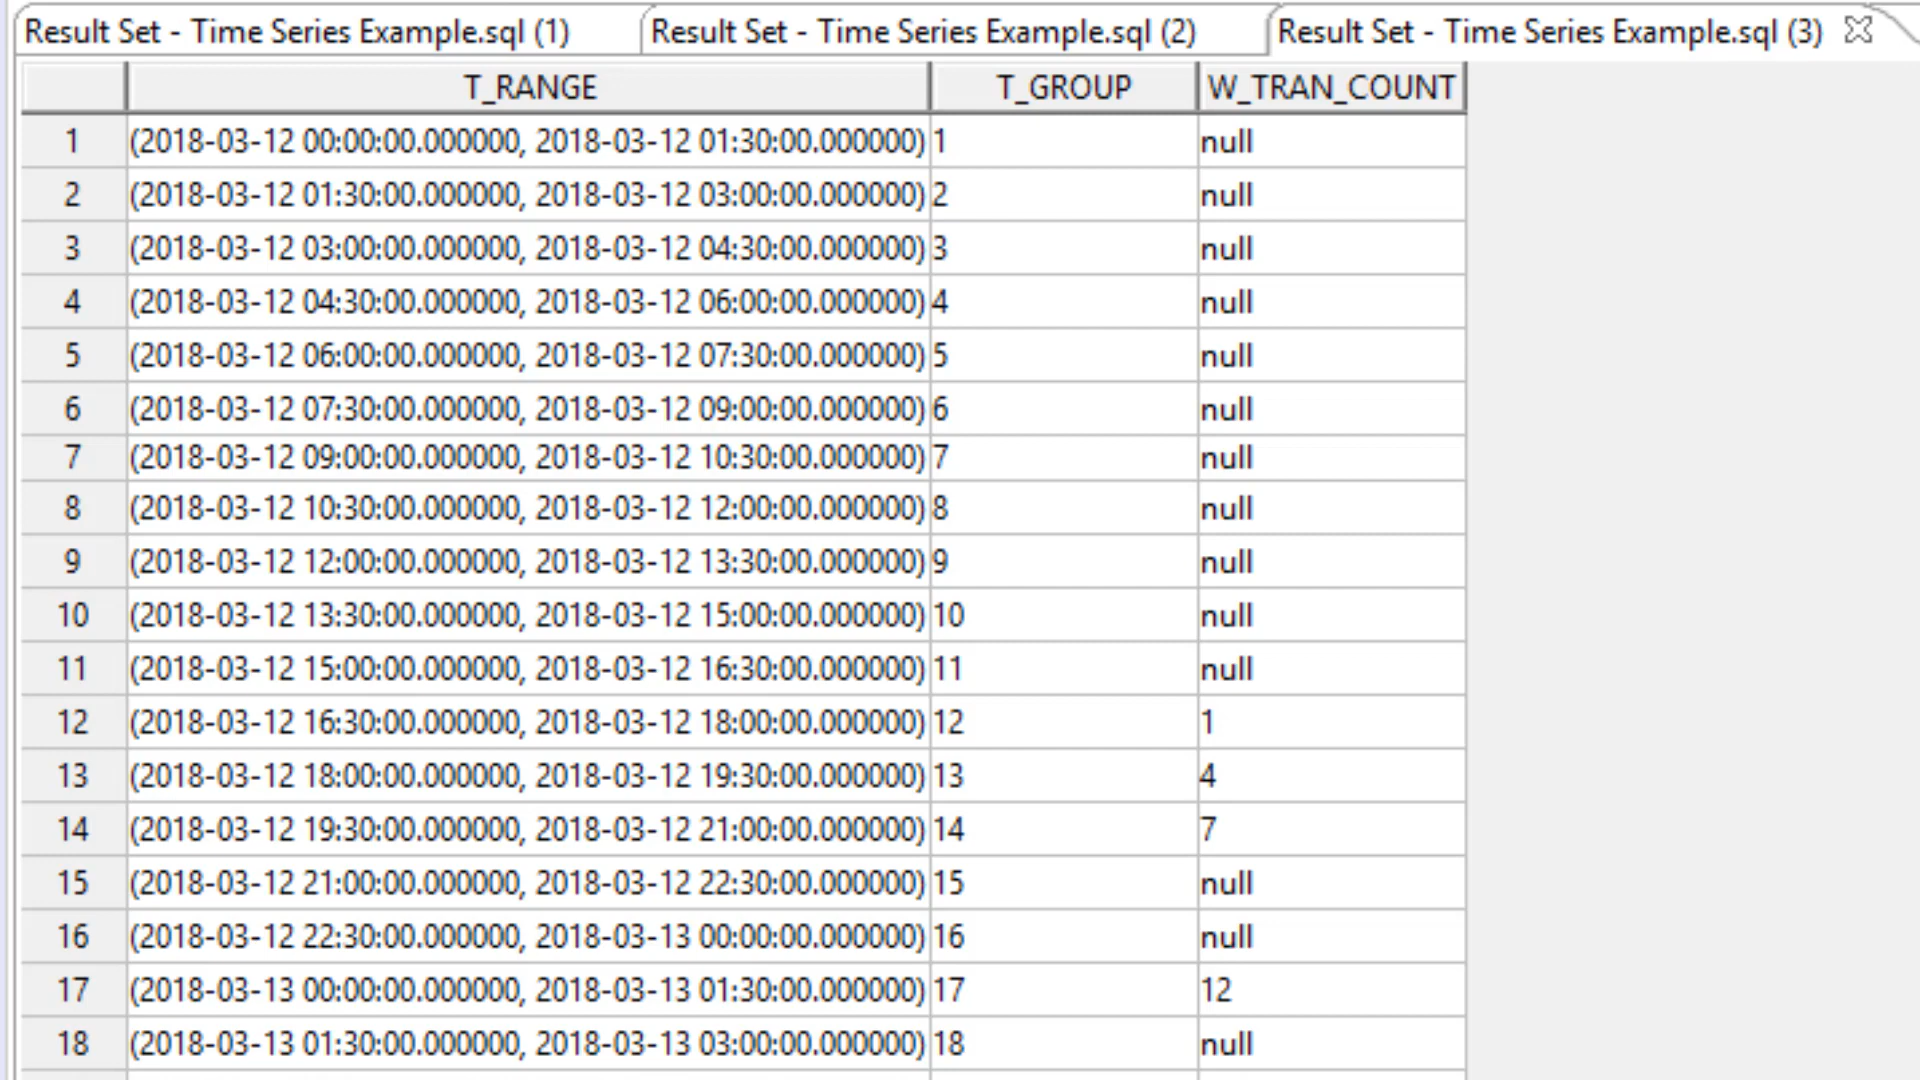 Result Set - Time Series Example.sql (1) Result Set - Time Series Example.sql (2) Result Set - Time Series Example.sql (3)
T_RANGE T_GROUP W_TRAN_COUNT
1 (2018-03-12 00:00:00.000000, 2018-03-12 01:30:00.000000) 1 null
2 (2018-03-12 01:30:00.000000, 2018-03-12 03:00:00.000000) 2 null
3 (2018-03-12 03:00:00.000000, 2018-03-12 04:30:00.000000) 3 null
4 (2018-03-12 04:30:00.000000, 2018-03-12 06:00:00.000000) 4 null
5 (2018-03-12 06:00:00.000000, 2018-03-12 07:30:00.000000) 5 null
6 (2018-03-12 07:30:00.000000, 2018-03-12 09:00:00.000000) 6 null
7 (2018-03-12 09:00:00.000000, 2018-03-12 10:30:00.000000) 7 null
8 (2018-03-12 10:30:00.000000, 2018-03-12 12:00:00.000000) 8 null
9 (2018-03-12 12:00:00.000000, 2018-03-12 13:30:00.000000) 9 null
10 (2018-03-12 13:30:00.000000, 2018-03-12 15:00:00.000000) 10 null
11 (2018-03-12 15:00:00.000000, 2018-03-12 16:30:00.000000) 11 null
12 (2018-03-12 16:30:00.000000, 2018-03-12 18:00:00.000000) 12 1
13 (2018-03-12 18:00:00.000000, 2018-03-12 19:30:00.000000) 13 4
14 (2018-03-12 19:30:00.000000, 2018-03-12 21:00:00.000000) 14 7
15 (2018-03-12 21:00:00.000000, 2018-03-12 22:30:00.000000) 15 null
16 (2018-03-12 22:30:00.000000, 2018-03-13 00:00:00.000000) 16 null
17 (2018-03-13 00:00:00.000000, 2018-03-13 01:30:00.000000) 17 12
18 (2018-03-13 01:30:00.000000, 2018-03-13 03:00:00.000000) 18 null